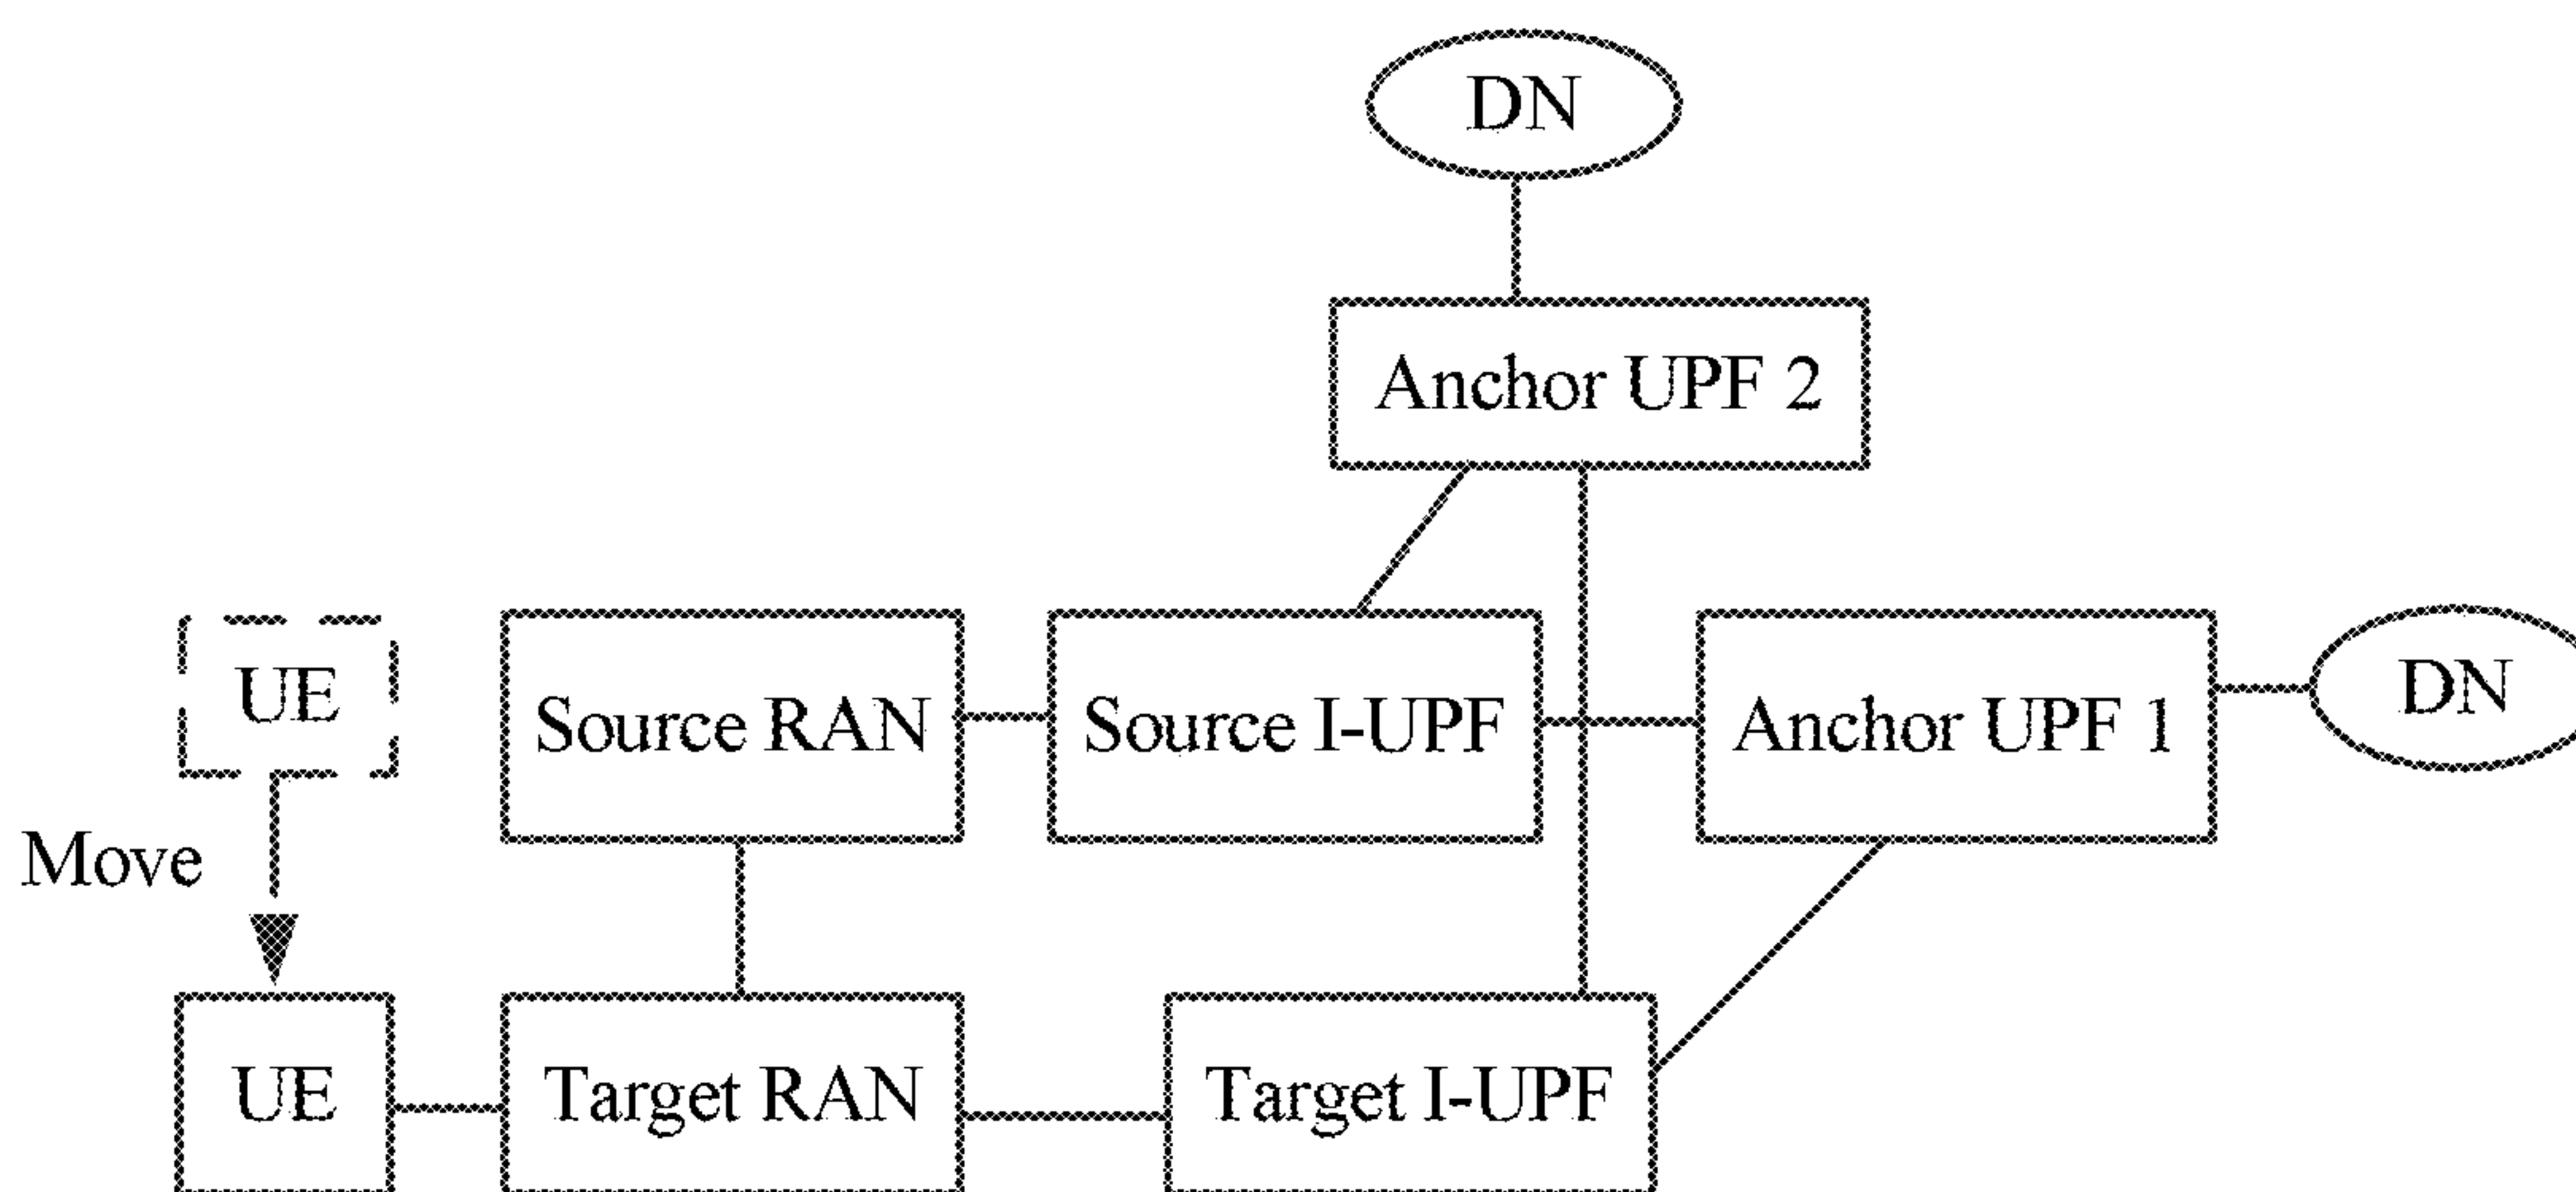 DN
Anchor UPF 2
UE
Source RAN
Source I-UPF
Anchor UPF 1
DN
Move
UE
Target RAN
Target I-UPF